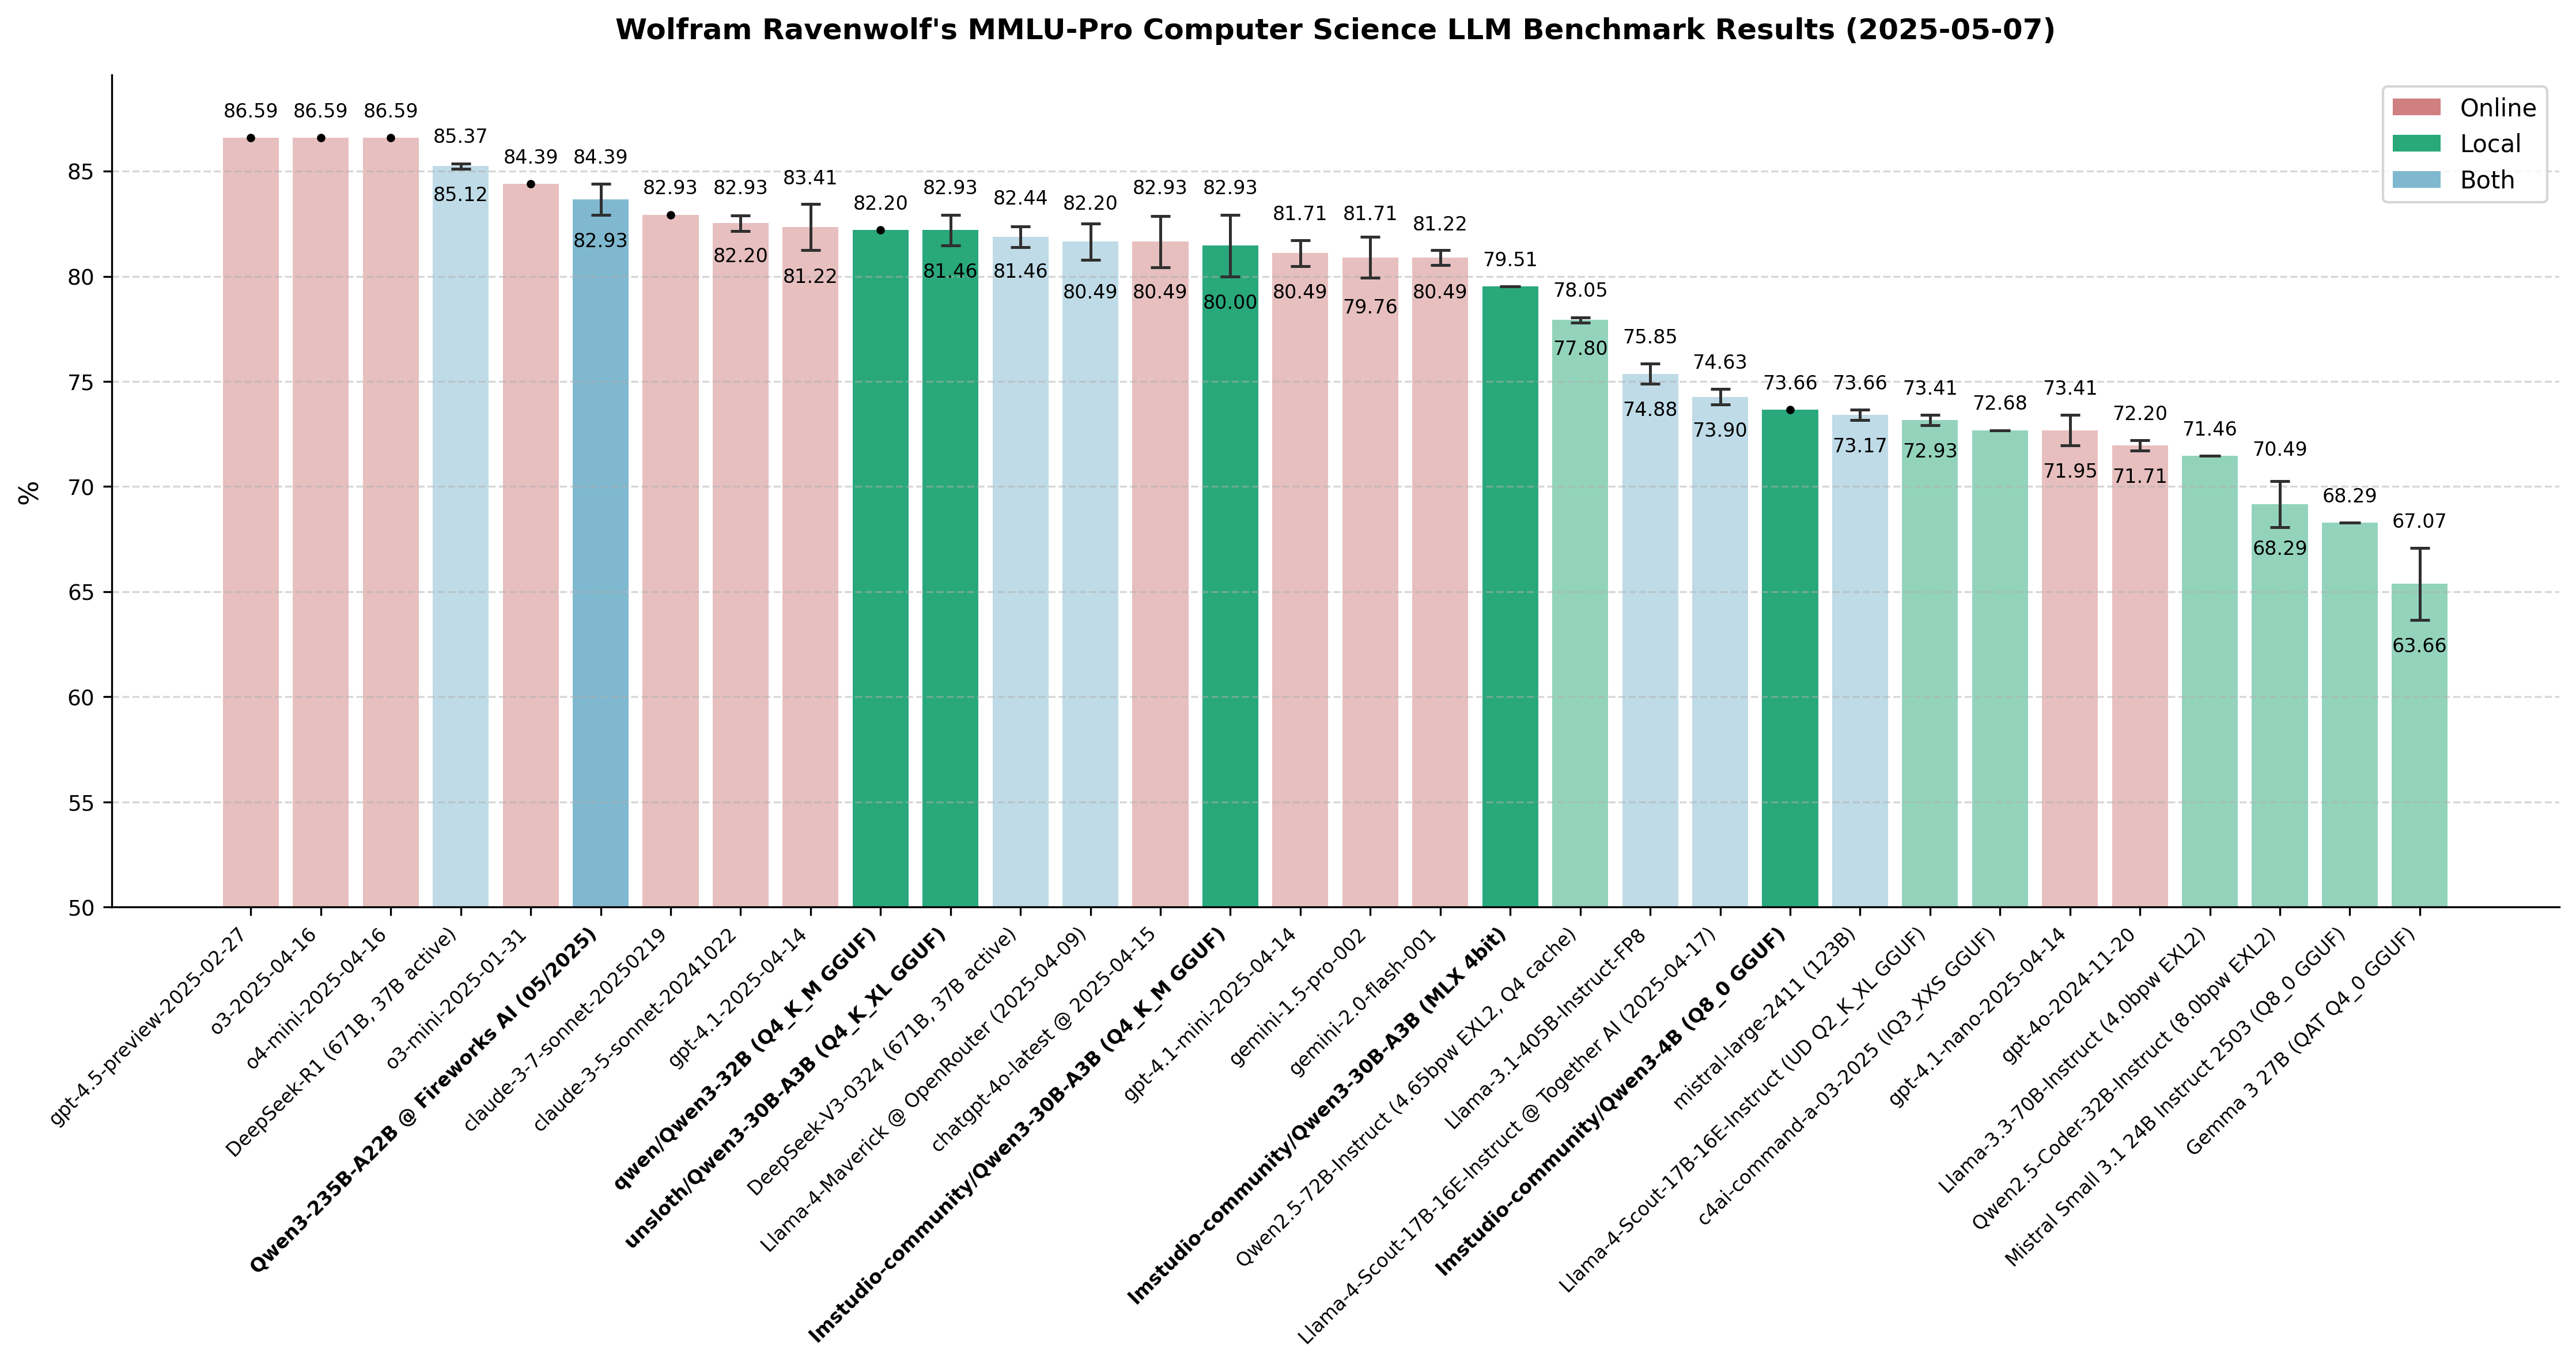 Wolfram Ravenwolf's MMLU-Pro Computer Science LLM Benchmark Results (2025-05-07)
Online
Local
Both
%
85
80
75
70
65
60
55
50
86.59
86.59
86.59
85.37
85.12
84.39
84.39
82.93
82.93
82.93
82.20
83.41
81.22
82.20
82.93
81.46
82.44
81.46
82.20
80.49
82.93
80.49
82.93
80.00
81.71
80.49
81.71
79.76
81.22
80.49
79.51
78.05
77.80
75.85
74.88
74.63
73.90
73.66
73.66
73.17
73.41
72.93
72.68
73.41
71.95
72.20
71.71
71.46
70.49
68.29
68.29
67.07
63.66
gpt-4.5-preview-2025-02-27
o3-2025-04-16
o4-mini-2025-04-16
DeepSeek-R1 (671B, 37B active)
o3-mini-2025-01-31
Qwen3-235B-A22B @ Fireworks AI (05/2025)
claude-3-7-sonnet-20250219
claude-3-5-sonnet-20241022
gpt-4.1-2025-04-14
qwen/Qwen3-32B (Q4_K_M GGUF)
unsloth/Qwen3-30B-A3B (Q4_K_XL GGUF)
DeepSeek-V3-0324 (671B, 37B active)
Llama-4-Maverick @ OpenRouter (2025-04-09)
chatgpt-4o-latest @ 2025-04-15
lmstudio-community/Qwen3-30B-A3B (Q4_K_M GGUF)
gpt-4.1-mini-2025-04-14
gemini-1.5-pro-002
gemini-2.0-flash-001
lmstudio-community/Qwen3-30B-A3B (MLX 4bit)
Qwen2.5-72B-Instruct (4.65bpw EXL2, Q4 cache)
Llama-3.1-405B-Instruct-FP8
Llama-4-Scout-17B-16E-Instruct @ Together AI (2025-04-17)
lmstudio-community/Qwen3-4B (Q8_0 GGUF)
mistral-large-2411 (123B)
Llama-4-Scout-17B-16E-Instruct (UD Q2_K_XL GGUF)
c4ai-command-a-03-2025 (IQ3_XXS GGUF)
gpt-4.1-nano-2025-04-14
gpt-4o-2024-11-20
Llama-3.3-70B-Instruct (4.0bpw EXL2)
Qwen2.5-Coder-32B-Instruct (8.0bpw EXL2)
Mistral Small 3.1 24B Instruct 2503 (Q8_0 GGUF)
Gemma 3 27B (QAT Q4_0 GGUF)